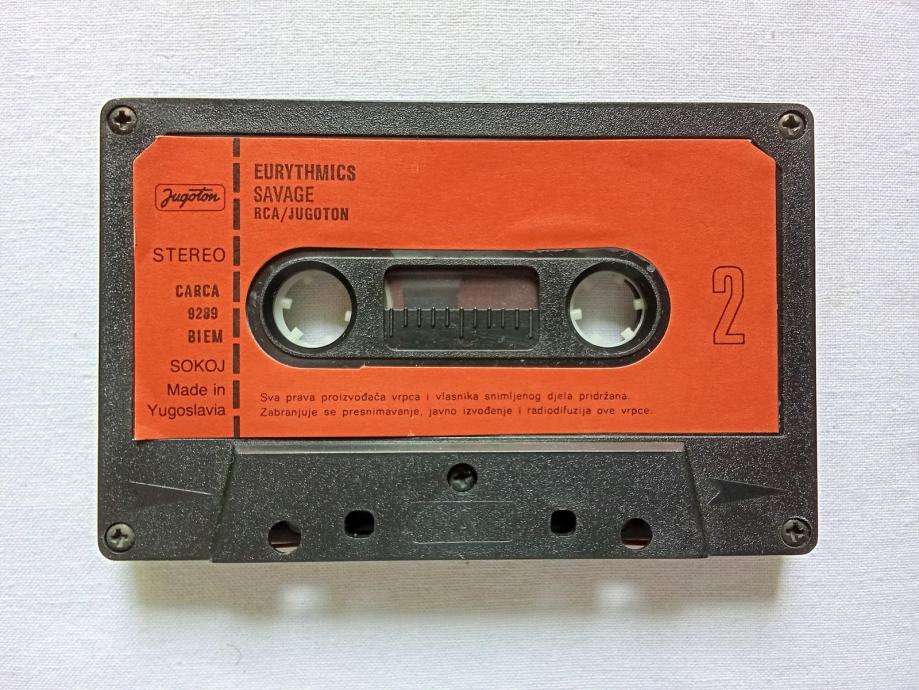 Jugoton
STEREO
CARCA
9289
BIEM
SOKOJ
Made in
Yugoslavia
EURYTHMICS
SAVAGE
RCA/JUGOTON
2
Sva prava proizvođača vrpca i vlasnika snimljenog djela pridržana.
Zabranjuje se presnimavanje, javno izvođenje i radiodifuzija ove vrpce.